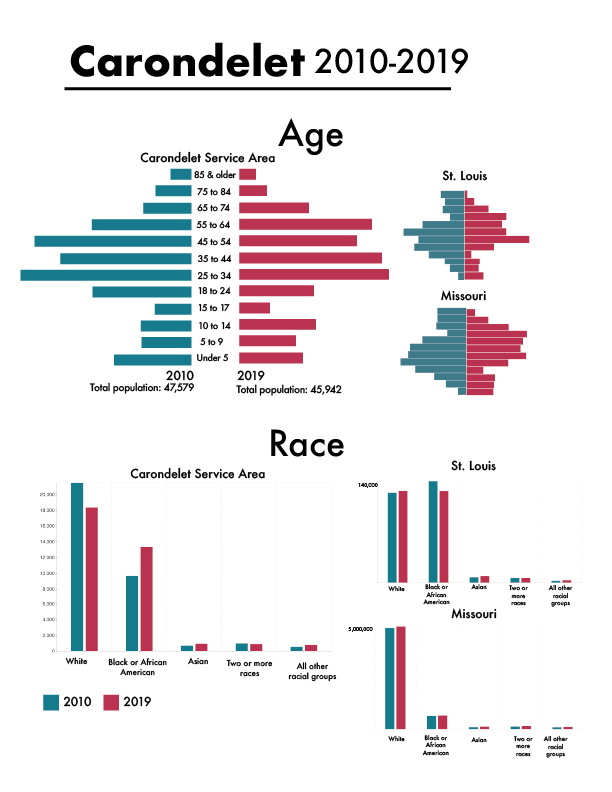 Carondelet 2010-2019
Age
Carondelet Service Area
85 & older
75 to 84
65 to 74
55 to 64
45 to 54
35 to 44
25 to 34
18 to 24
15 to 17
10 to 14
5 to 9
Under 5
2010
Total population: 47,579
2019
Total population: 45,942
St. Louis
Missouri
Race
Carondelet Service Area
20,000
18,000
16,000
14,000
12,000
10,000
8,000
6,000
4,000
2,000
0
White
Black or African
American
Asian
Two or more
races
All other
racial groups
2010 2019
St. Louis
140,000
White
Black or
African
American
Asian
Two or
more
races
All other
racial
groups
Missouri
5,000,000
White
Black or
African
American
Asian
Two or
more
races
All other
racial
groups